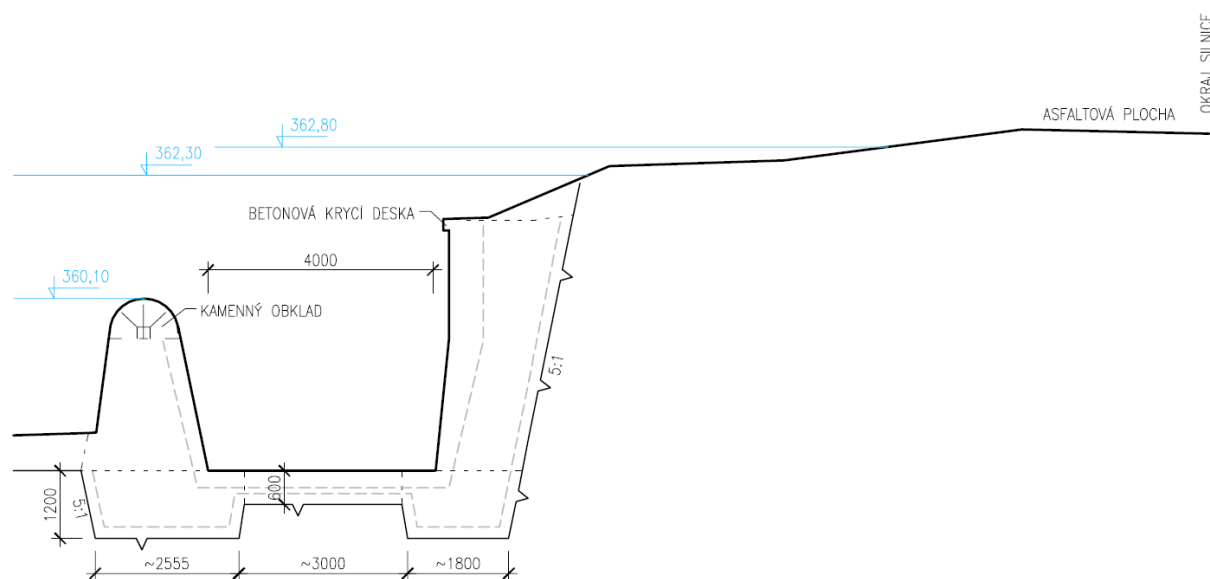 OKRAJ SILNICE
ASFALTOVÁ PLOCHA
362,80
362,30
BETONOVÁ KRYCÍ DESKA
4000
360,10
KAMENNÝ OBKLAD
5:1
600
1200
5:1
~2555
~3000
~1800